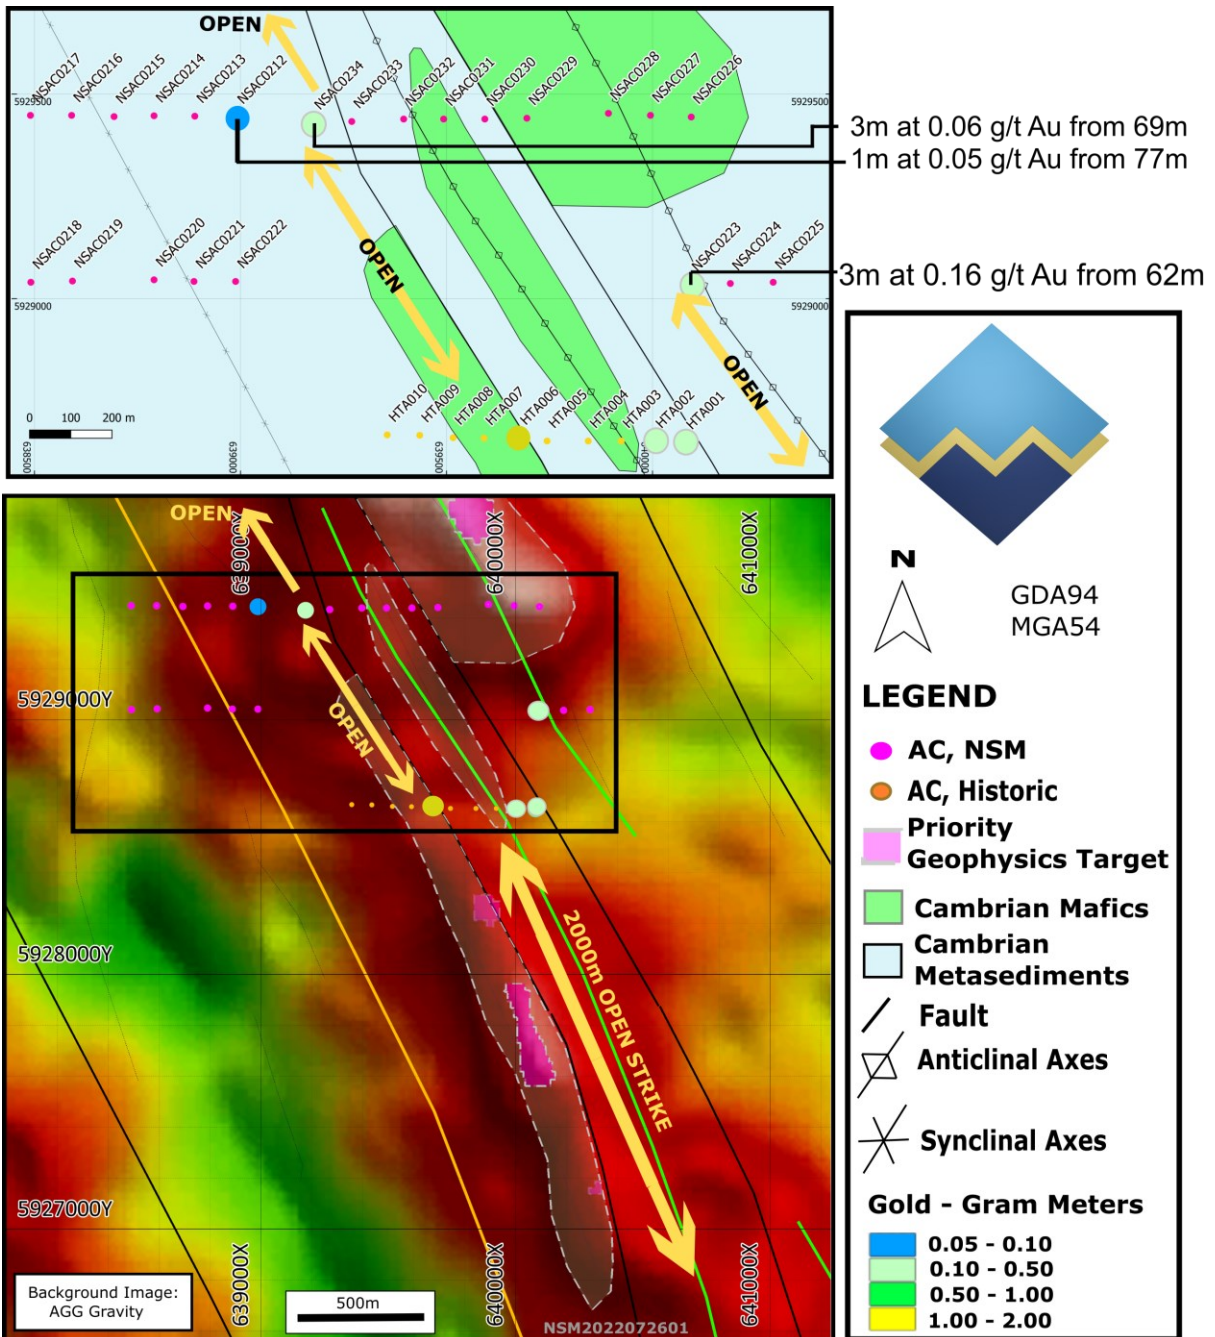 OPEN
NSAC0217
NSAC0216
NSAC0215
NSAC0214
NSAC0213
NSAC0212
NSAC0234
NSAC0233
NSAC0232
NSAC0231
NSAC0230
NSAC0229
NSAC0228
NSAC0227
NSAC0226
5929500
5929500
3m at 0.06 g/t Au from 69m
1m at 0.05 g/t Au from 77m
NSAC0218
NSAC0219
NSAC0220
NSAC0221
NSAC0222
OPEN
NSAC0223
NSAC0224
NSAC0225
3m at 0.16 g/t Au from 62m
5929000
5929000
OPEN
HTA010
HTA009
HTA008
HTA007
HTA006
HTA005
HTA004
HTA003
HTA002
HTA001
0 100 200 m
638500
639000
OPEN
639000X
640000X
641000X
5929000Y
OPEN
5928000Y
2000m OPEN STRIKE
5927000Y
639000X
640000X
641000X
Background Image:
AGG Gravity
500m
NSM2022072601
N
GDA94
MGA54
LEGEND
AC, NSM
AC, Historic
Priority
Geophysics Target
Cambrian Mafics
Cambrian
Metasediments
Fault
Anticlinal Axes
Synclinal Axes
Gold - Gram Meters
0.05 - 0.10
0.10 - 0.50
0.50 - 1.00
1.00 - 2.00